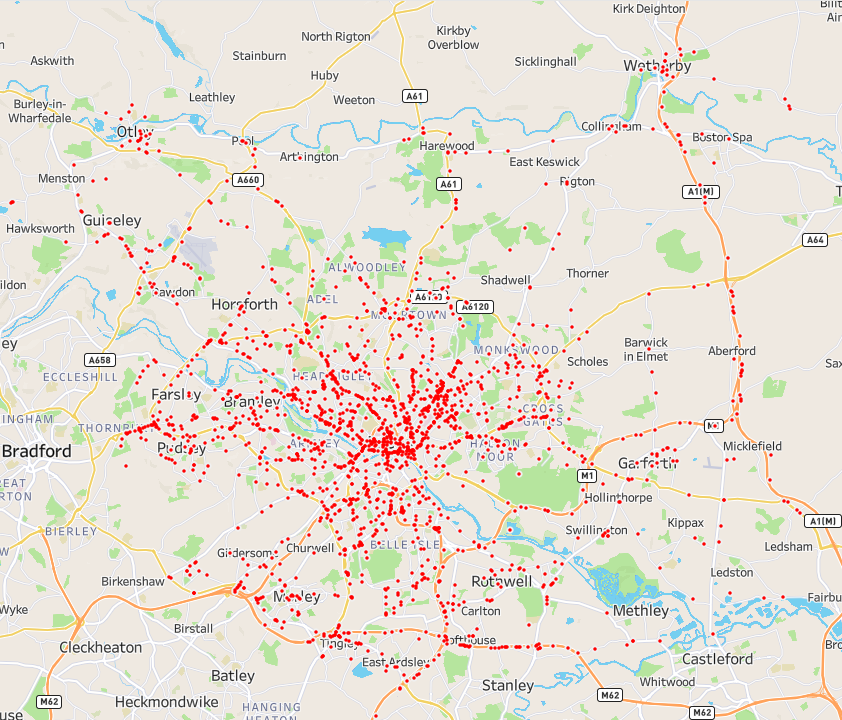 Kirk Deighton
North Rigton
Kirkby
Overblow
Askwith
Stainburn
Sicklinghall
Wetherby
Huby
Leathley
Weeton
A61
Burley-in-
Wharfedale
Otley
Pool
Collingham
Boston Spa
Arthington
Harewood
East Keswick
Menston
A660
A61
Rigton
A1(M)
Guiseley
Hawksworth
A64
ALWOODLEY
Shadwell
Thorner
Rawdon
Horsforth
ADEL
A6120
A6120
MOORTOWN
MONKSWOOD
Barwick
in Elmet
Aberford
A658
Scholes
ECCLESHILL
HEADINGLEY
Farsley
Bramley
CROSS
GATES
THORNBURY
Pudsey
ARMLEY
HALTON
MOOR
M1
Micklefield
Bradford
Garforth
M1
Hollinthorpe
BIERLEY
Swillington
Kippax
A1(M)
BELLE ISLE
Churwell
Gildersome
Ledsham
Birkenshaw
Rothwell
Ledston
Morley
Carlton
Methley
Wyke
Birstall
Cleckheaton
Tingley
Lofthouse
East Ardsley
Castleford
Batley
Stanley
Whitwood
M62
Heckmondwike
M62
HANGING
HEATON
M62